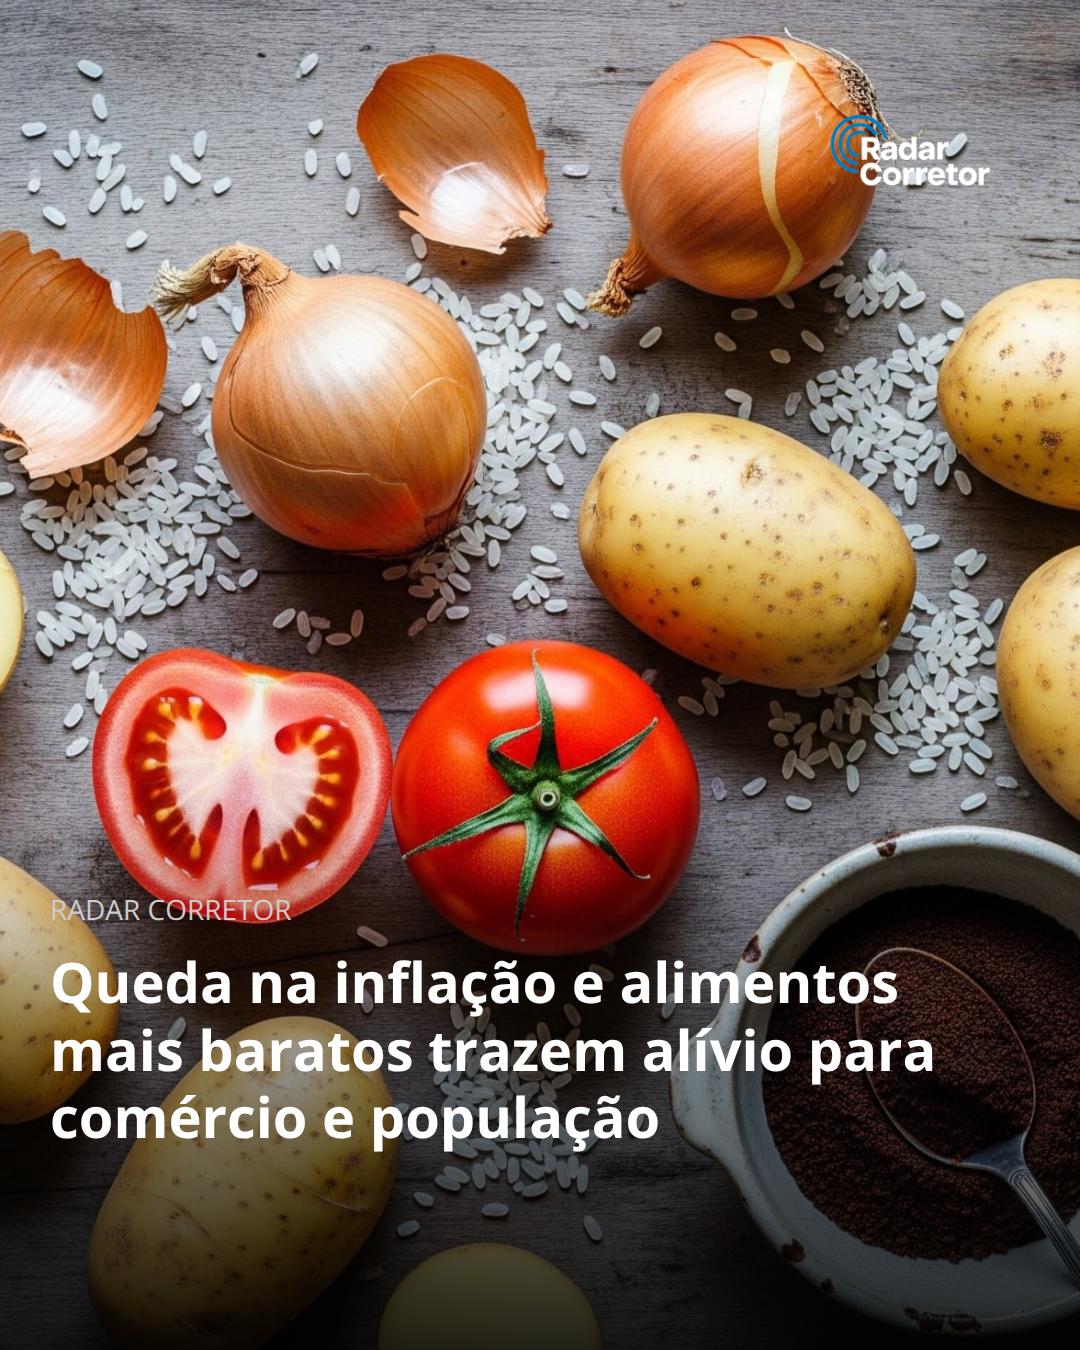 Radar
Corretor
RADAR CORRETOR
Queda na inflação e alimentos
mais baratos trazem alívio para
comércio e população